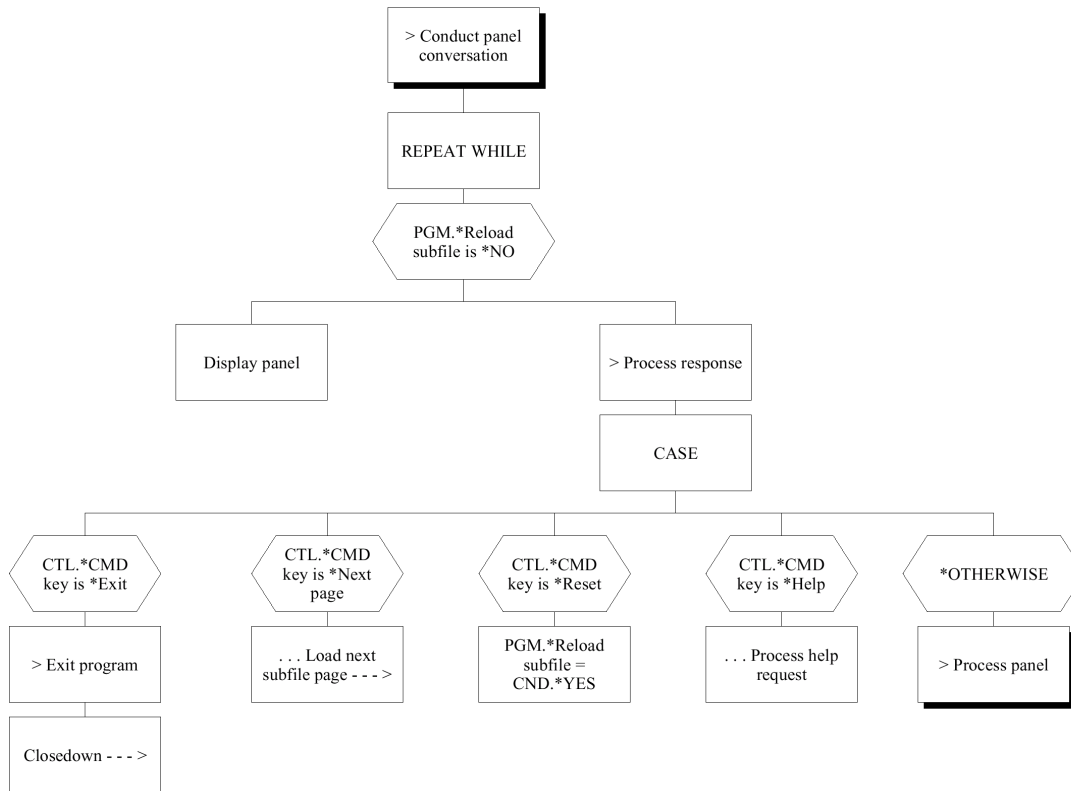 > Conduct panel
conversation
REPEAT WHILE
PGM.*Reload
subfile is *NO
Display panel
> Process response
CASE
CTL.*CMD
key is *Exit
CTL.*CMD
key is *Next
page
CTL.*CMD
key is *Reset
CTL.*CMD
key is *Help
*OTHERWISE
> Exit program
. . . Load next
subfile page - - - >
PGM.*Reload
subfile =
CND.*YES
. . . Process help
request
> Process panel
Closedown - - - >